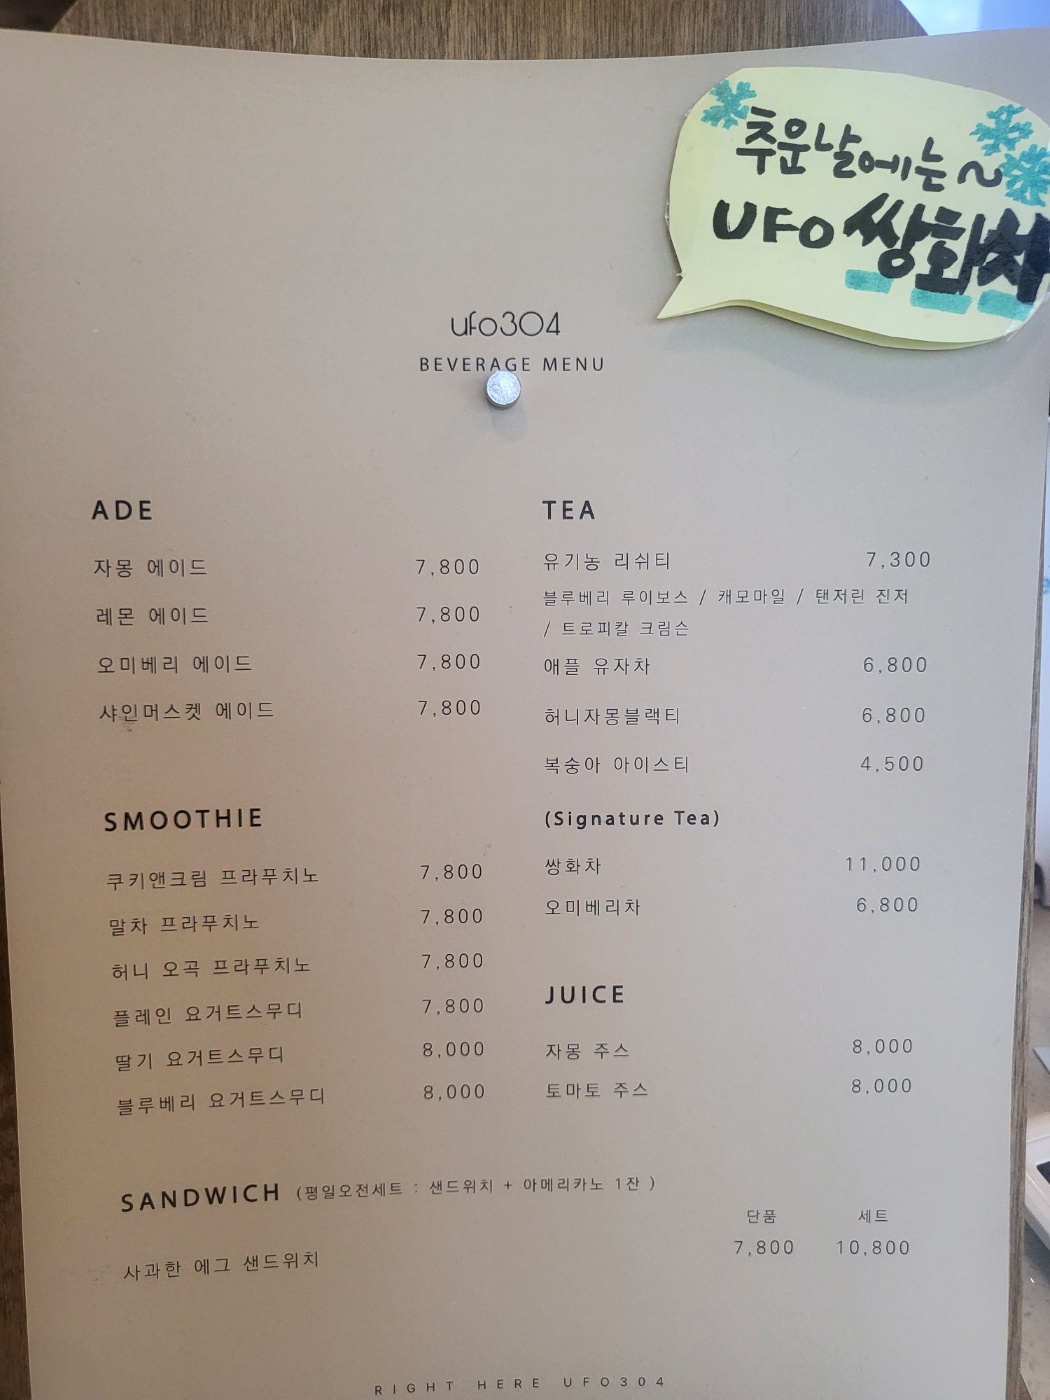 추운날에는~
UFO 쌍화차
ufo304
BEVERAGE MENU
ADE
자몽 에이드 7,800
레몬 에이드 7,800
오미베리 에이드 7,800
샤인머스켓 에이드 7,800
SMOOTHIE
쿠키앤크림 프라푸치노 7,800
말차 프라푸치노 7,800
허니 오곡 프라푸치노 7,800
플레인 요거트스무디 7,800
딸기 요거트스무디 8,000
블루베리 요거트스무디 8,000
TEA
유기농 리쉬티 7,300
블루베리 루이보스 / 캐모마일 / 탠저린 진저
/ 트로피칼 크림슨
애플 유자차 6,800
허니자몽블랙티 6,800
복숭아 아이스티 4,500
(Signature Tea)
쌍화차 11,000
오미베리차 6,800
JUICE
자몽 주스 8,000
토마토 주스 8,000
SANDWICH (평일오전세트 : 샌드위치 + 아메리카노 1잔 )
단품 세트
사과한 에그 샌드위치 7,800 10,800
RIGHT HERE UFO304